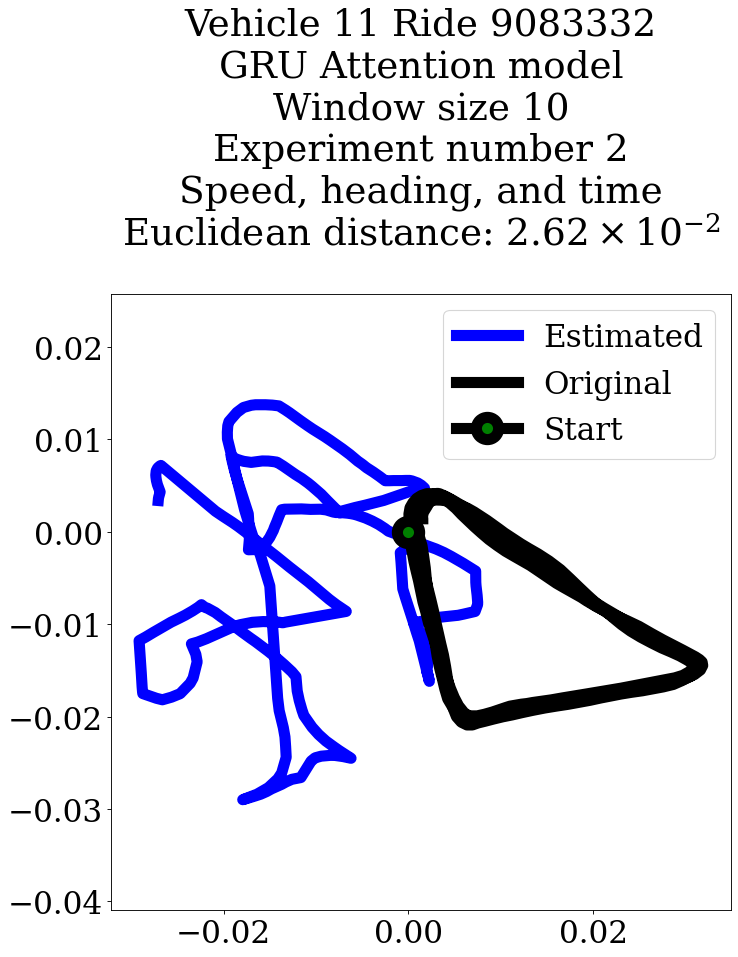 Vehicle 11 Ride 9083332
GRU Attention model
Window size 10
Experiment number 2
Speed, heading, and time
Euclidean distance: 2.62 × 10⁻²
Estimated
Original
Start
0.02
0.01
0.00
−0.01
−0.02
−0.03
−0.04
−0.02
0.00
0.02